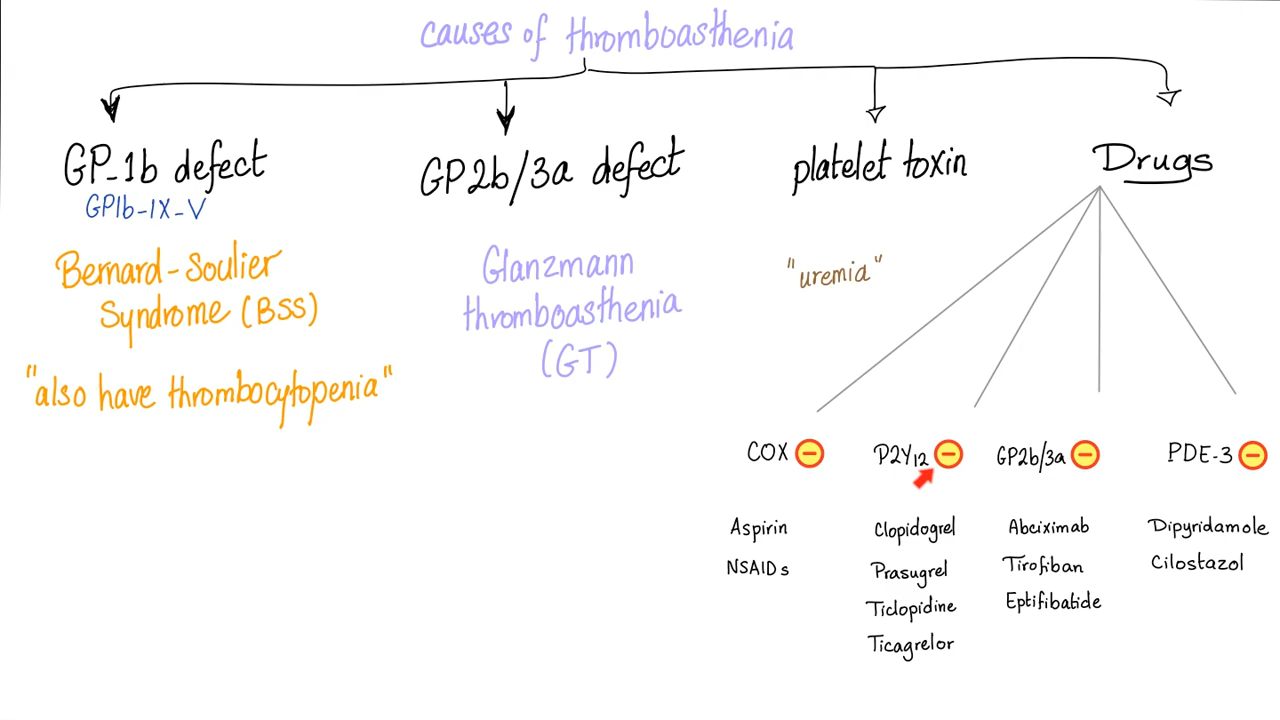 causes of thromboasthenia
GP-1b defect
GP1b-IX-V
Bernard-Soulier
Syndrome (BSS)
"also have thrombocytopenia"
GP2b/3a defect
Glanzmann
thromboasthenia
(GT)
platelet toxin
"uremia"
Drugs
COX −
Aspirin
NSAIDs
P2Y12 −
Clopidogrel
Prasugrel
Ticlopidine
Ticagrelor
GP2b/3a −
Abciximab
Tirofiban
Eptifibatide
PDE-3 −
Dipyridamole
Cilostazol